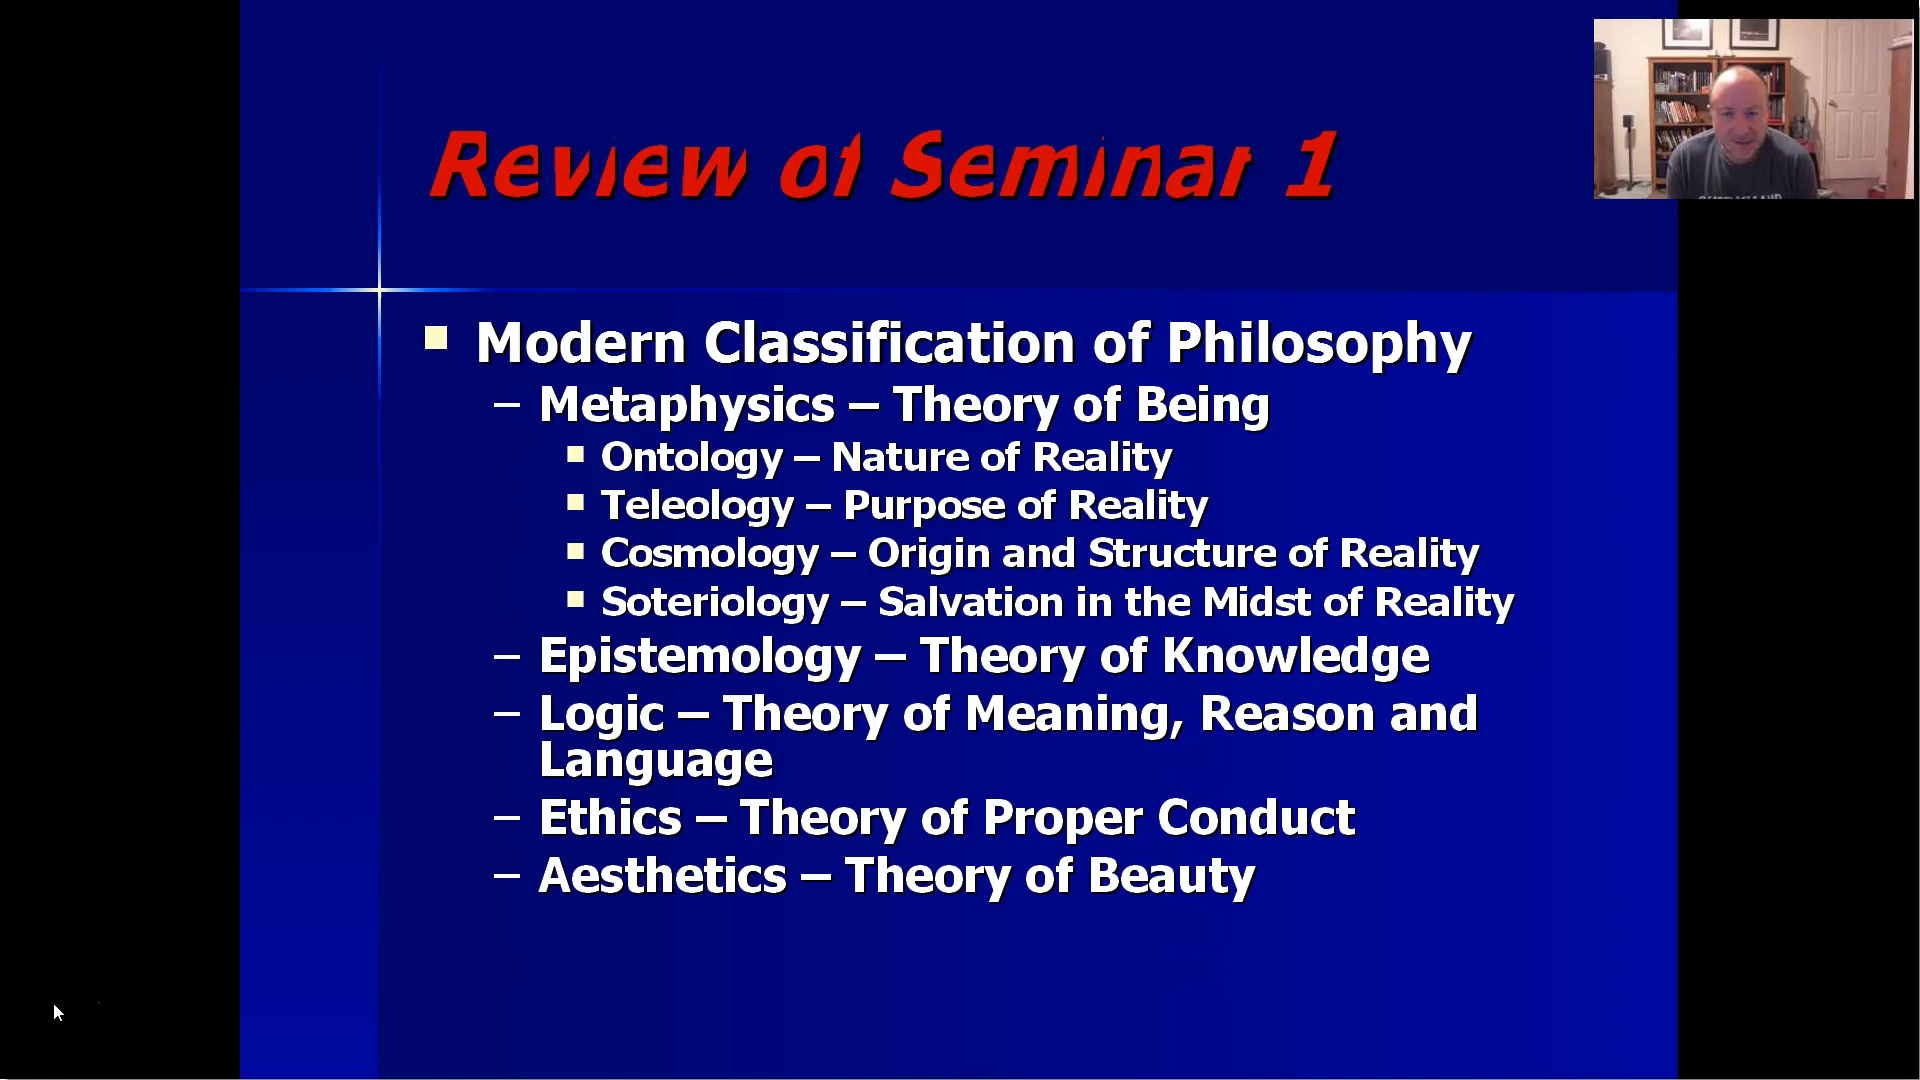 Review of Seminar 1
Modern Classification of Philosophy
– Metaphysics – Theory of Being
Ontology – Nature of Reality
Teleology – Purpose of Reality
Cosmology – Origin and Structure of Reality
Soteriology – Salvation in the Midst of Reality
– Epistemology – Theory of Knowledge
– Logic – Theory of Meaning, Reason and
Language
– Ethics – Theory of Proper Conduct
– Aesthetics – Theory of Beauty